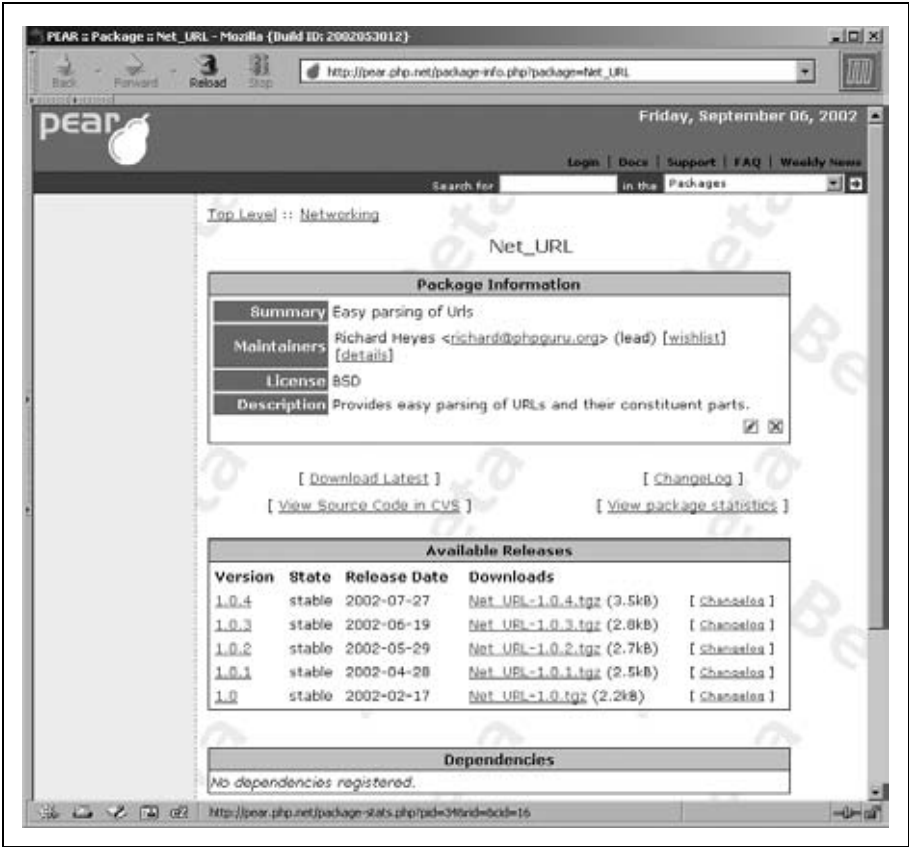 PEAR :: Package :: Net_URL - Mozilla {Build ID: 2002053012}
Back Forward Reload Stop
http://pear.php.net/package-info.php?package=Net_URL
pear
Friday, September 06, 2002
Login | Docs | Support | FAQ | Weekly News
Search for in the Packages
Top Level :: Networking
Net_URL
Package Information
Summary Easy parsing of Urls
Maintainers Richard Heyes <richard@phpguru.org> (lead) [wishlist]
[details]
License BSD
Description Provides easy parsing of URLs and their constituent parts.
[ Download Latest ] [ ChangeLog ]
[ View Source Code in CVS ] [ View package statistics ]
Available Releases
Version State Release Date Downloads
1.0.4 stable 2002-07-27 Net_URL-1.0.4.tgz (3.5kB) [ Changelog ]
1.0.3 stable 2002-06-19 Net_URL-1.0.3.tgz (2.8kB) [ Changelog ]
1.0.2 stable 2002-05-29 Net_URL-1.0.2.tgz (2.7kB) [ Changelog ]
1.0.1 stable 2002-04-28 Net_URL-1.0.1.tgz (2.5kB) [ Changelog ]
1.0 stable 2002-02-17 Net_URL-1.0.tgz (2.2kB) [ Changelog ]
Dependencies
No dependencies registered.